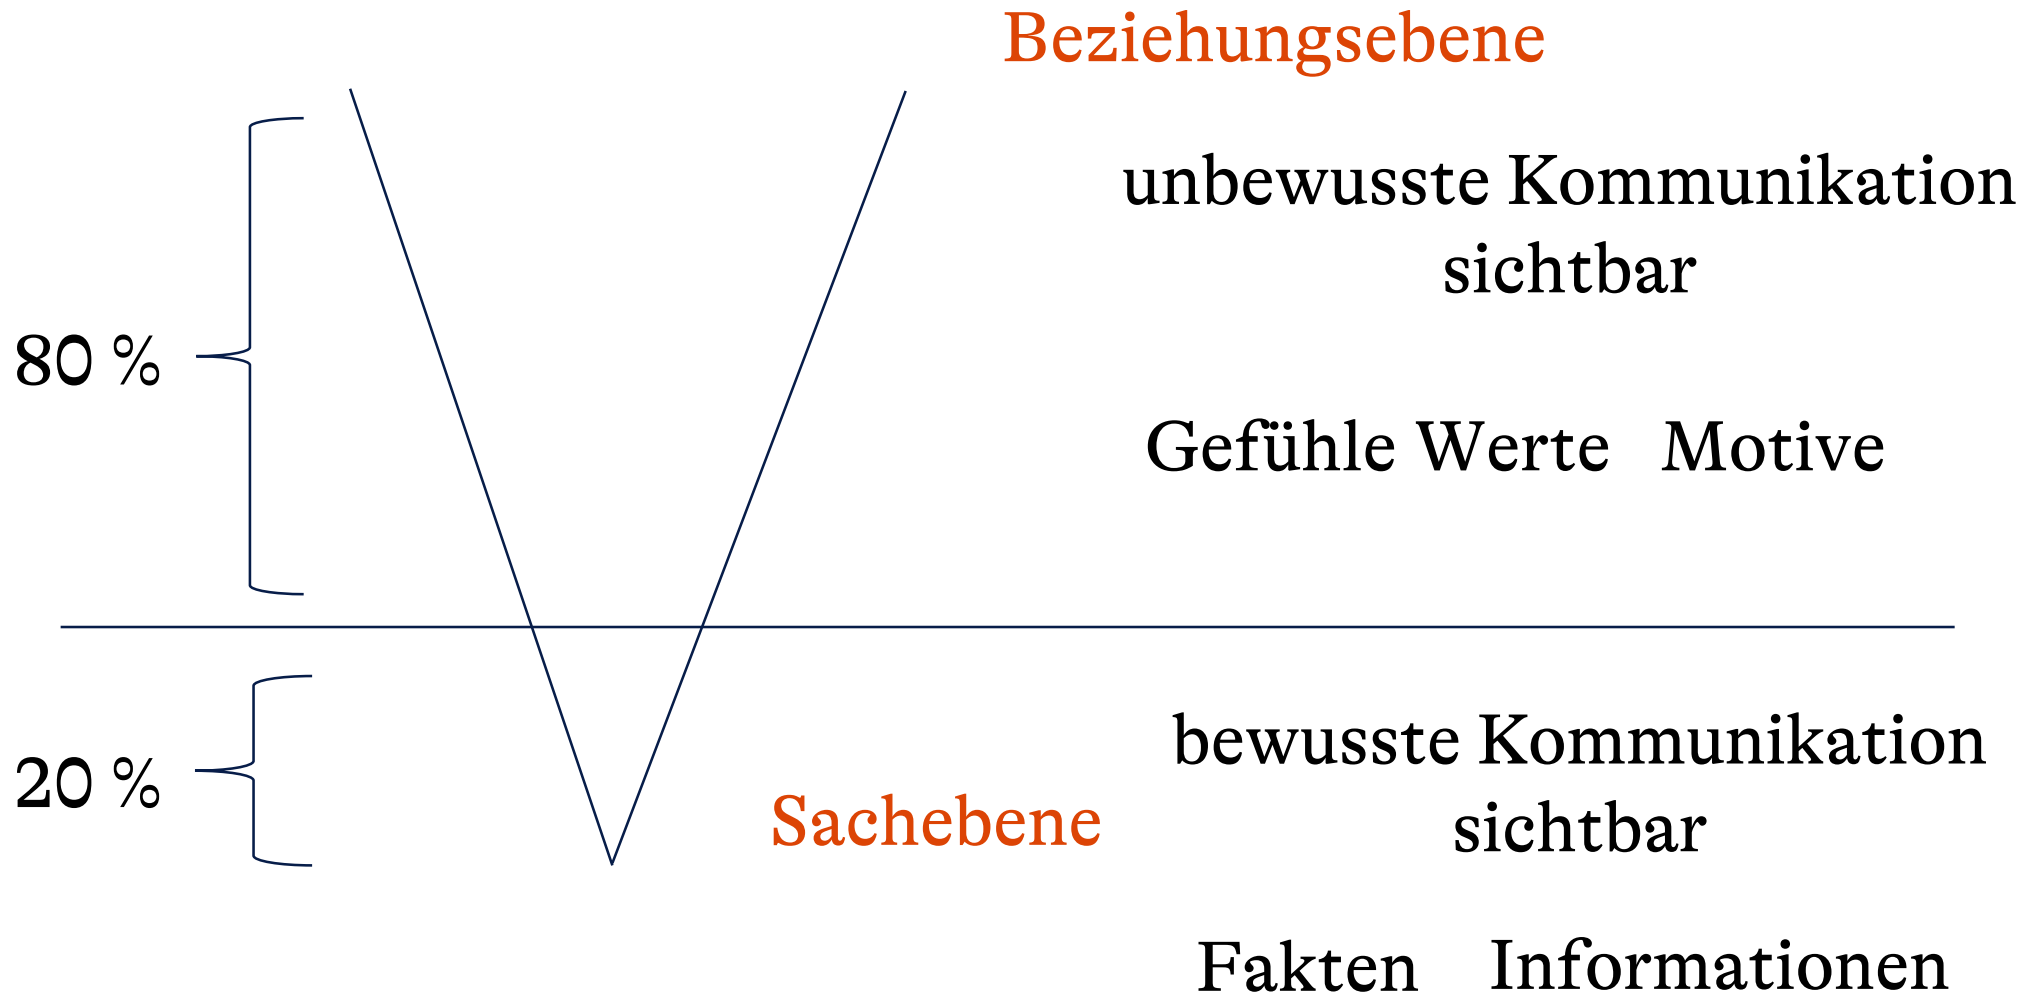 Beziehungsebene
unbewusste Kommunikation
sichtbar
80 %
Gefühle Werte Motive
bewusste Kommunikation
sichtbar
20 %
Sachebene
Fakten Informationen